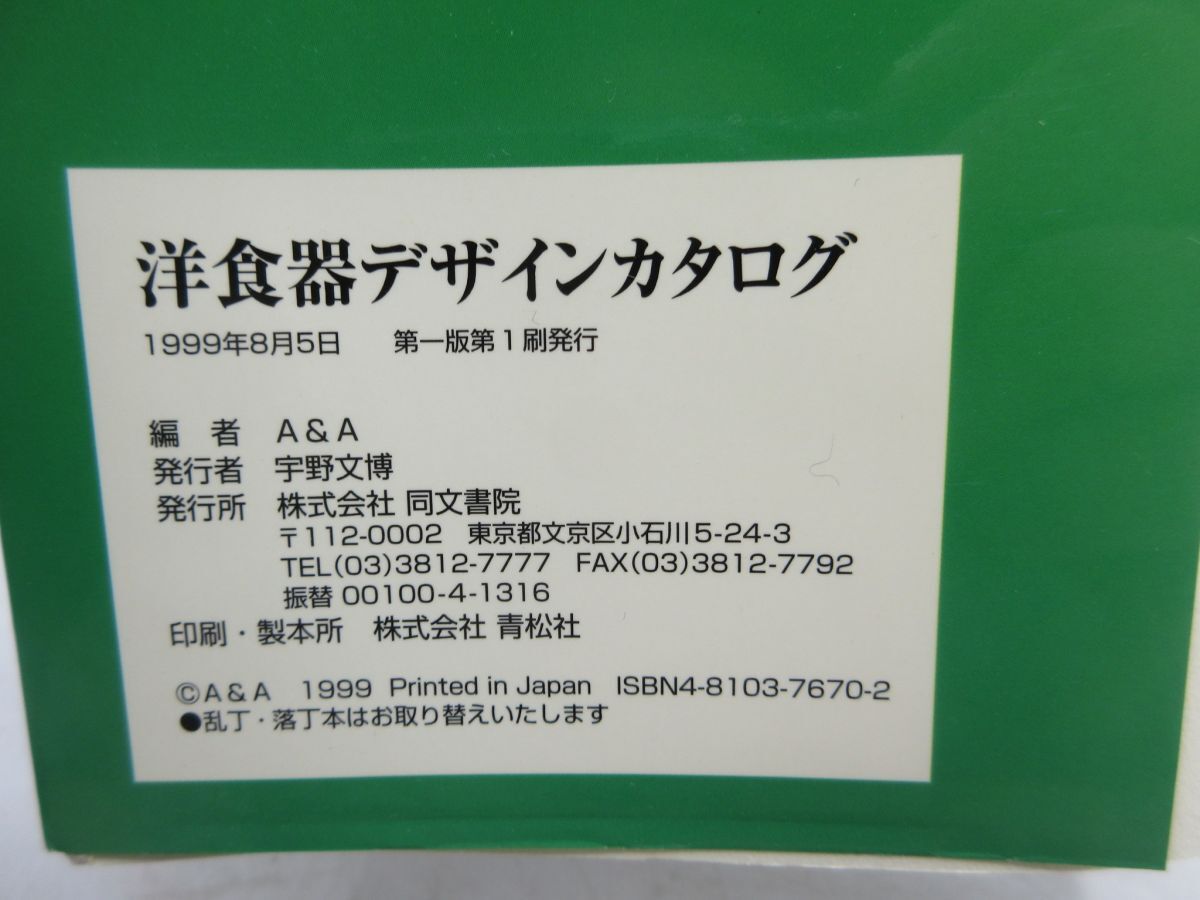 洋食器デザインカタログ
1999年8月5日　第一版第1刷発行
編　者　A&A
発行者　宇野文博
発行所　株式会社 同文書院
〒112-0002　東京都文京区小石川5-24-3
TEL(03)3812-7777　FAX(03)3812-7792
振替 00100-4-1316
印刷・製本所　株式会社 青松社
©A&A　1999 Printed in Japan　ISBN4-8103-7670-2
●乱丁・落丁本はお取り替えいたします